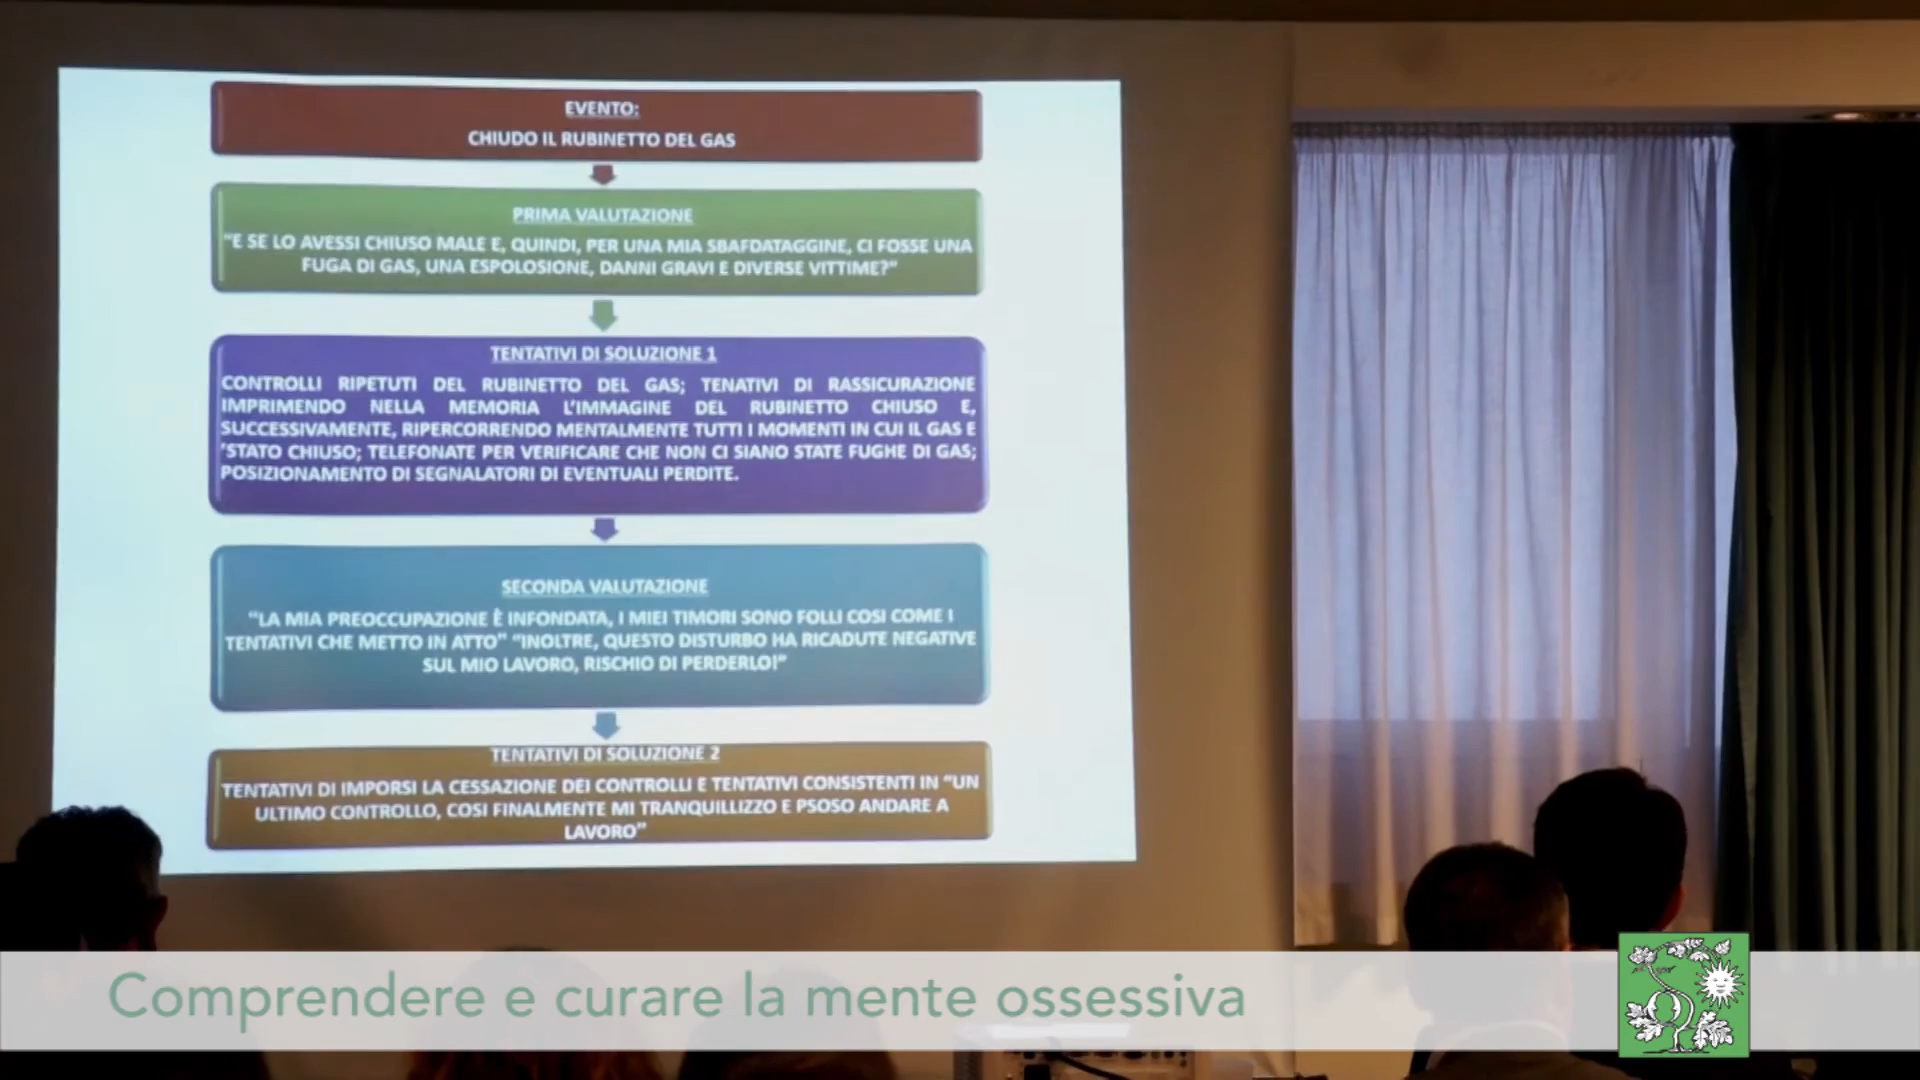 EVENTO:
CHIUDO IL RUBINETTO DEL GAS
PRIMA VALUTAZIONE
"E SE LO AVESSI CHIUSO MALE E, QUINDI, PER UNA MIA SBAFDATAGGINE, CI FOSSE UNA
FUGA DI GAS, UNA ESPOLOSIONE, DANNI GRAVI E DIVERSE VITTIME?"
TENTATIVI DI SOLUZIONE 1
CONTROLLI RIPETUTI DEL RUBINETTO DEL GAS; TENATIVI DI RASSICURAZIONE
IMPRIMENDO NELLA MEMORIA L'IMMAGINE DEL RUBINETTO CHIUSO E,
SUCCESSIVAMENTE, RIPERCORRENDO MENTALMENTE TUTTI I MOMENTI IN CUI IL GAS E
'STATO CHIUSO; TELEFONATE PER VERIFICARE CHE NON CI SIANO STATE FUGHE DI GAS;
POSIZIONAMENTO DI SEGNALATORI DI EVENTUALI PERDITE.
SECONDA VALUTAZIONE
"LA MIA PREOCCUPAZIONE È INFONDATA, I MIEI TIMORI SONO FOLLI COSI COME I
TENTATIVI CHE METTO IN ATTO" "INOLTRE, QUESTO DISTURBO HA RICADUTE NEGATIVE
SUL MIO LAVORO, RISCHIO DI PERDERLO!"
TENTATIVI DI SOLUZIONE 2
TENTATIVI DI IMPORSI LA CESSAZIONE DEI CONTROLLI E TENTATIVI CONSISTENTI IN "UN
ULTIMO CONTROLLO, COSI FINALMENTE MI TRANQUILLIZZO E PSOSO ANDARE A
LAVORO"
Comprendere e curare la mente ossessiva